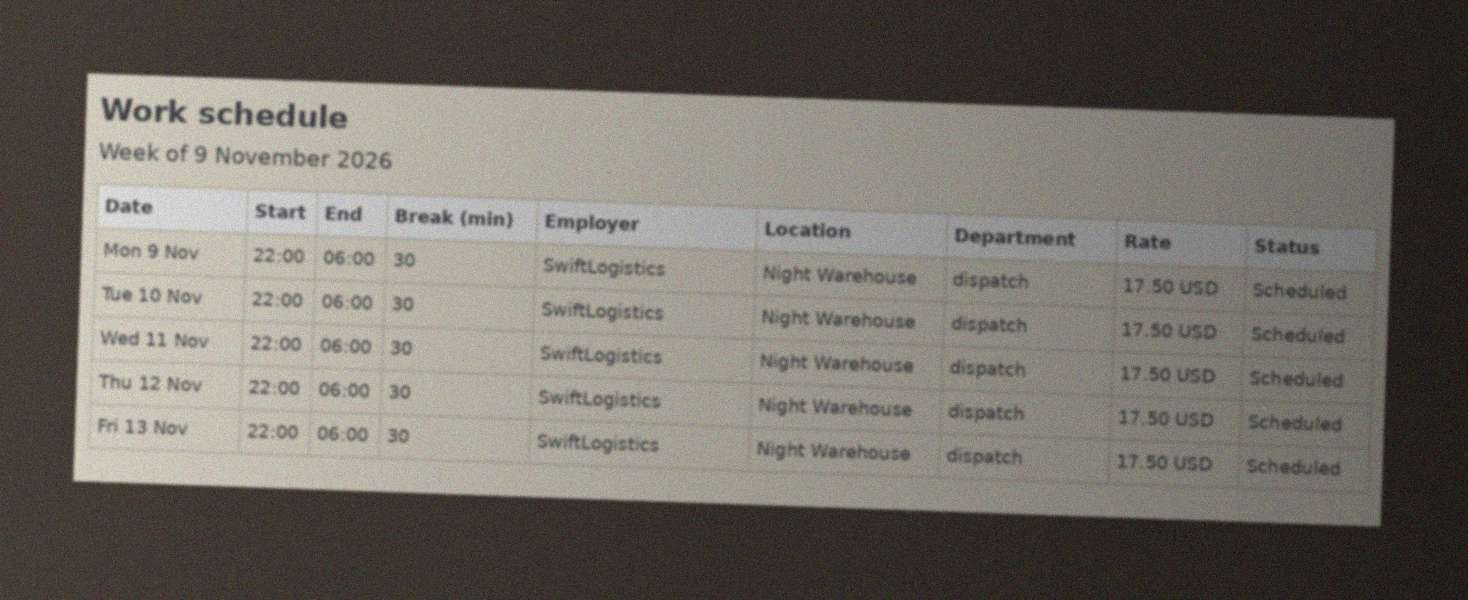 Work schedule
Week of 9 November 2026
Date Start End Break (min) Employer Location Department Rate Status
Mon 9 Nov 22:00 06:00 30 SwiftLogistics Night Warehouse dispatch 17.50 USD Scheduled
Tue 10 Nov 22:00 06:00 30 SwiftLogistics Night Warehouse dispatch 17.50 USD Scheduled
Wed 11 Nov 22:00 06:00 30 SwiftLogistics Night Warehouse dispatch 17.50 USD Scheduled
Thu 12 Nov 22:00 06:00 30 SwiftLogistics Night Warehouse dispatch 17.50 USD Scheduled
Fri 13 Nov 22:00 06:00 30 SwiftLogistics Night Warehouse dispatch 17.50 USD Scheduled